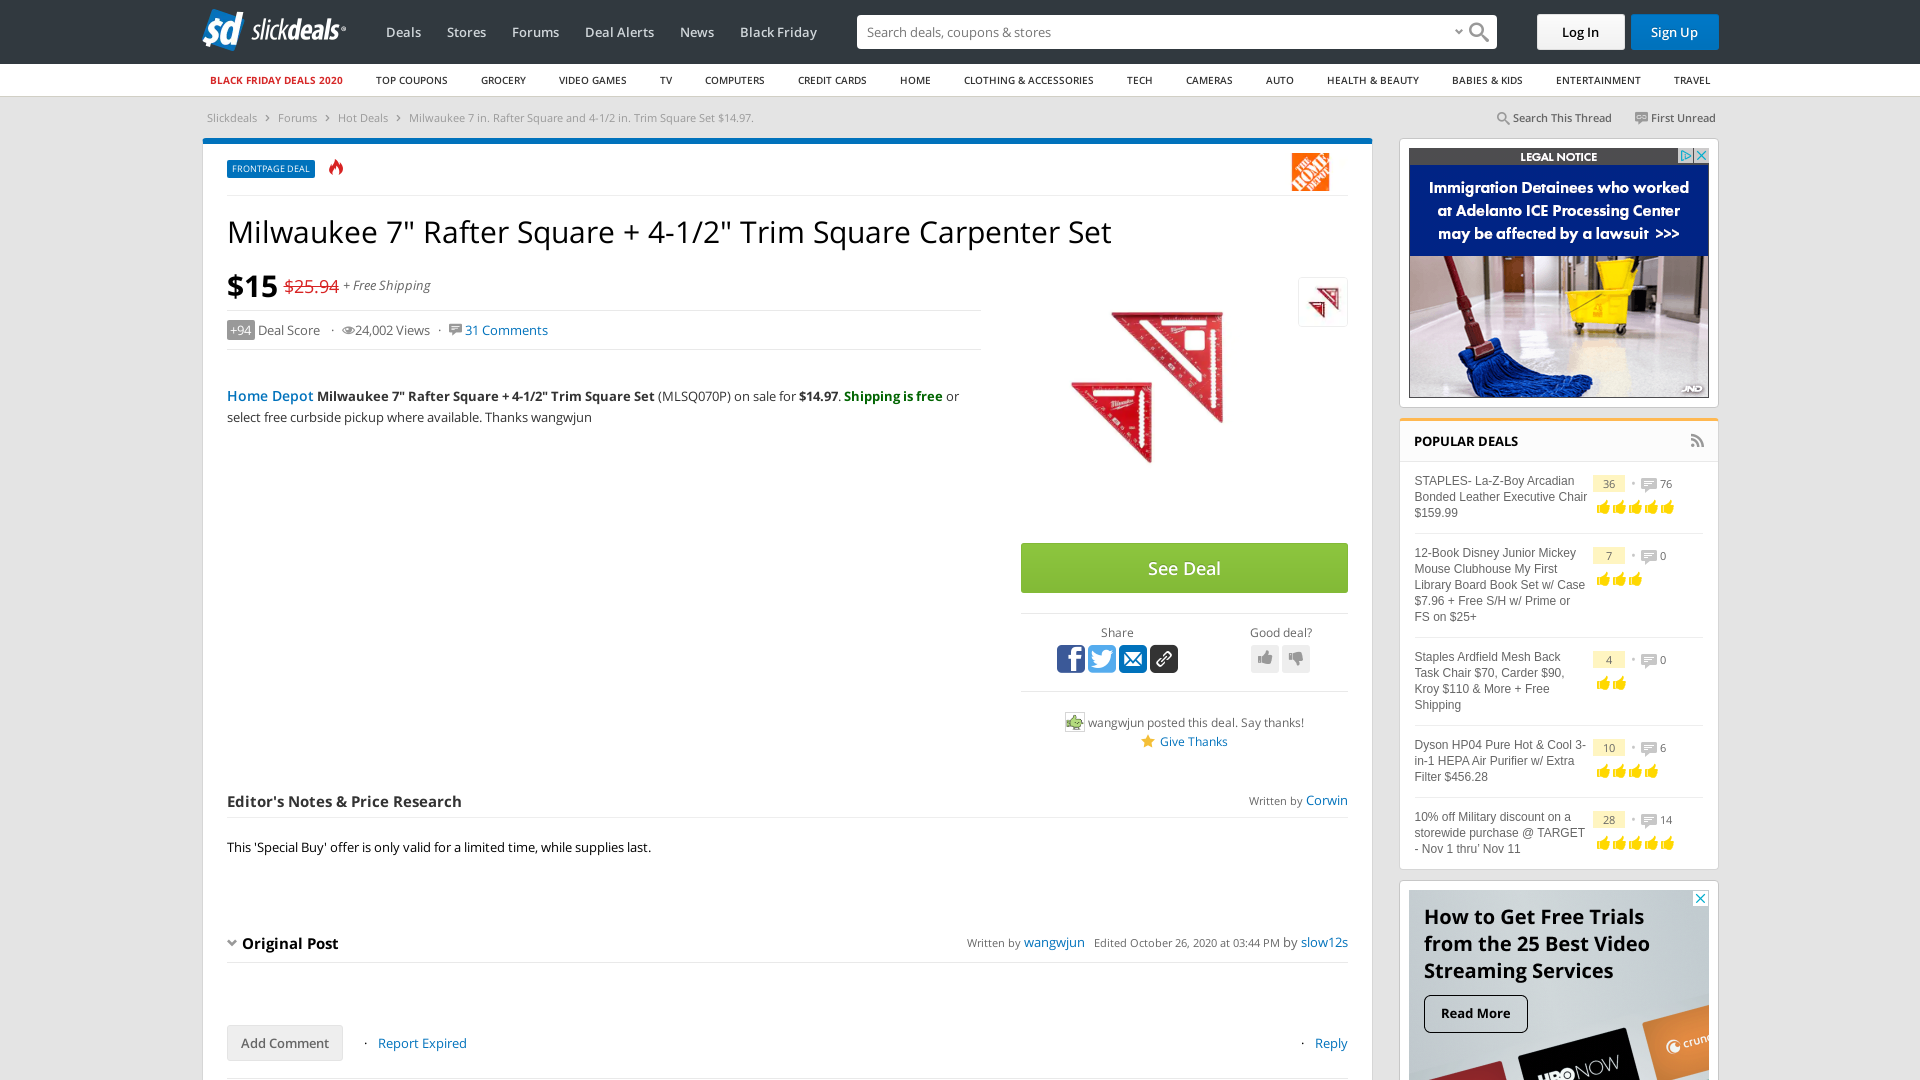 slickdeals
Deals
Stores
Forums
Deal Alerts
News
Black Friday
Search deals, coupons & stores
Log In
Sign Up
BLACK FRIDAY DEALS 2020
TOP COUPONS
GROCERY
VIDEO GAMES
TV
COMPUTERS
CREDIT CARDS
HOME
CLOTHING & ACCESSORIES
TECH
CAMERAS
AUTO
HEALTH & BEAUTY
BABIES & KIDS
ENTERTAINMENT
TRAVEL
Slickdeals > Forums > Hot Deals > Milwaukee 7 in. Rafter Square and 4-1/2 in. Trim Square Set $14.97.
Search This Thread
First Unread
FRONTPAGE DEAL
THE HOME DEPOT
Milwaukee 7" Rafter Square + 4-1/2" Trim Square Carpenter Set
$15 $25.94 + Free Shipping
+94 Deal Score · 24,002 Views · 31 Comments
Home Depot Milwaukee 7" Rafter Square + 4-1/2" Trim Square Set (MLSQ070P) on sale for $14.97. Shipping is free or
select free curbside pickup where available. Thanks wangwjun
See Deal
Share
Good deal?
wangwjun posted this deal. Say thanks!
Give Thanks
Editor's Notes & Price Research
Written by Corwin
This 'Special Buy' offer is only valid for a limited time, while supplies last.
Original Post
Written by wangwjun Edited October 26, 2020 at 03:44 PM by slow12s
Add Comment
· Report Expired
· Reply
LEGAL NOTICE
Immigration Detainees who worked
at Adelanto ICE Processing Center
may be affected by a lawsuit >>>
JND
POPULAR DEALS
STAPLES- La-Z-Boy Arcadian
Bonded Leather Executive Chair
$159.99
36 • 76
12-Book Disney Junior Mickey
Mouse Clubhouse My First
Library Board Book Set w/ Case
$7.96 + Free S/H w/ Prime or
FS on $25+
7 • 0
Staples Ardfield Mesh Back
Task Chair $70, Carder $90,
Kroy $110 & More + Free
Shipping
4 • 0
Dyson HP04 Pure Hot & Cool 3-
in-1 HEPA Air Purifier w/ Extra
Filter $456.28
10 • 6
10% off Military discount on a
storewide purchase @ TARGET
- Nov 1 thru' Nov 11
28 • 14
How to Get Free Trials
from the 25 Best Video
Streaming Services
Read More
HBO NOW
crunc